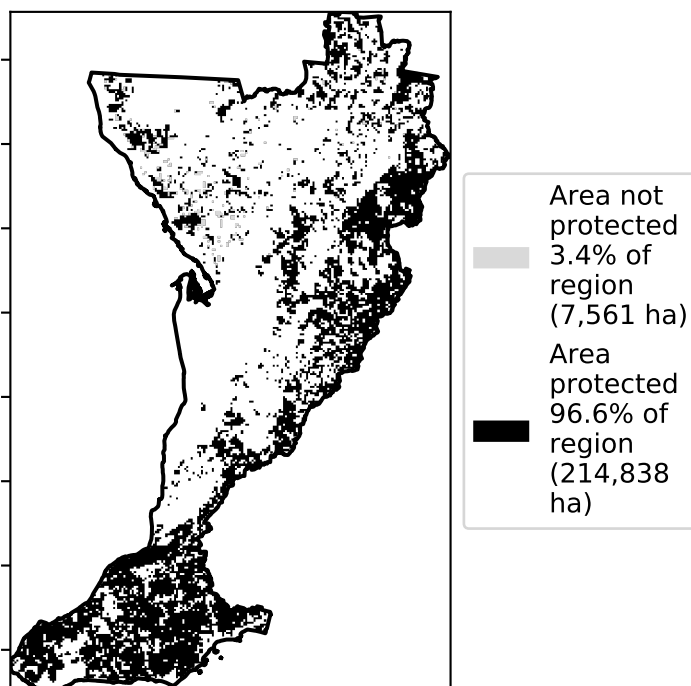 Area not
protected
3.4% of
region
(7,561 ha)
Area
protected
96.6% of
region
(214,838
ha)